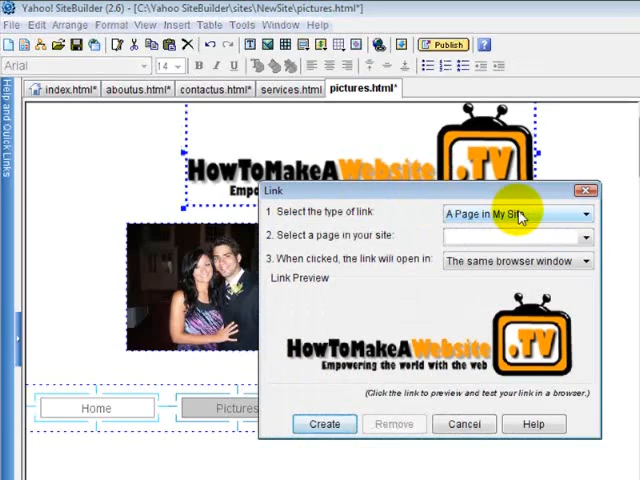 Yahoo! SiteBuilder (2.6) - [C:\Yahoo SiteBuilder\sites\NewSite\pictures.html*]
File Edit Arrange Format View Insert Tools Window Help
Publish
Arial 14
B I U
index.html* aboutus.html* contactus.html* services.html pictures.html*
Help and Quick Links
HowToMakeAWebsite .TV
Link
1 Select the type of link: A Page in My Site
2. Select a page in your site:
3. When clicked, the link will open in: The same browser window
Link Preview
HowToMakeAWebsite .TV
Empowering the world with the web
(Click the link to preview and test your link in a browser.)
Create Remove Cancel Help
Home Pictures